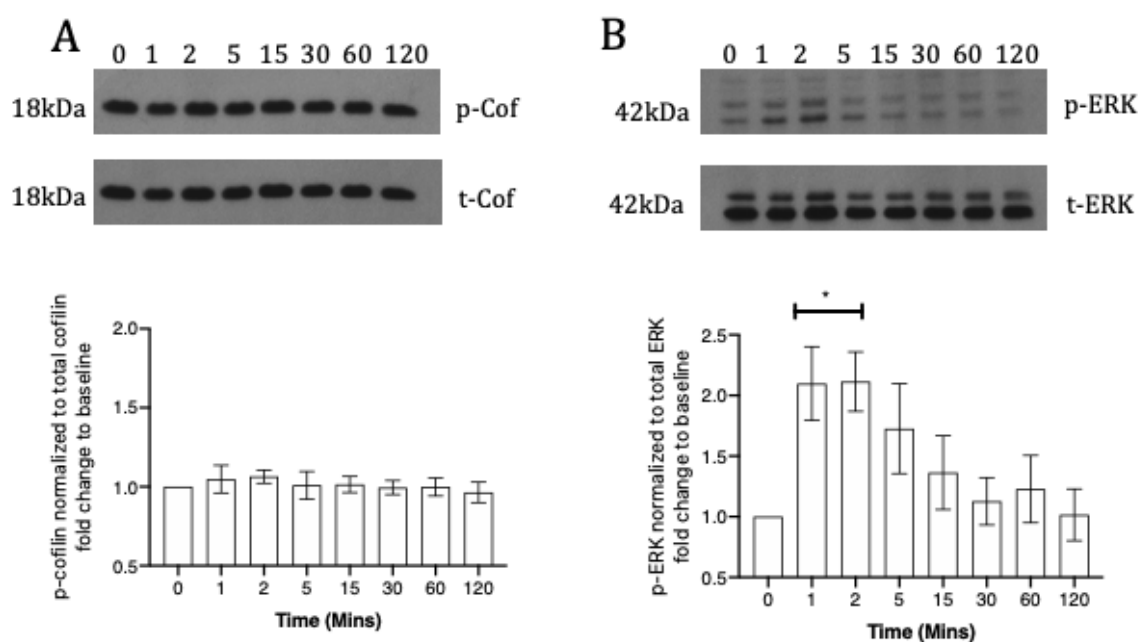 A
0 1 2 5 15 30 60 120
18kDa
p-Cof
18kDa
t-Cof
p-cofilin normalized to total cofilin
fold change to baseline
2.0
1.5
1.0
0.5
0 1 2 5 15 30 60 120
Time (Mins)
B
0 1 2 5 15 30 60 120
42kDa
p-ERK
42kDa
t-ERK
p-ERK normalized to total ERK
fold change to baseline
*
2.5
2.0
1.5
1.0
0.5
0 1 2 5 15 30 60 120
Time (Mins)